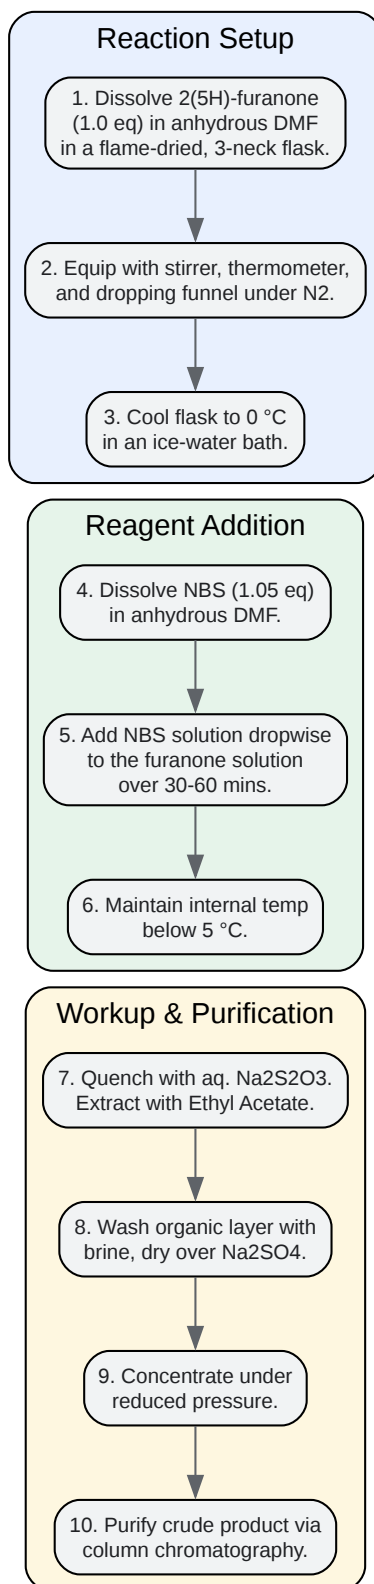 Reaction Setup
1. Dissolve 2(5H)-furanone
(1.0 eq) in anhydrous DMF
in a flame-dried, 3-neck flask.
2. Equip with stirrer, thermometer,
and dropping funnel under N2.
3. Cool flask to 0 °C
in an ice-water bath.
Reagent Addition
4. Dissolve NBS (1.05 eq)
in anhydrous DMF.
5. Add NBS solution dropwise
to the furanone solution
over 30-60 mins.
6. Maintain internal temp
below 5 °C.
Workup & Purification
7. Quench with aq. Na2S2O3.
Extract with Ethyl Acetate.
8. Wash organic layer with
brine, dry over Na2SO4.
9. Concentrate under
reduced pressure.
10. Purify crude product via
column chromatography.